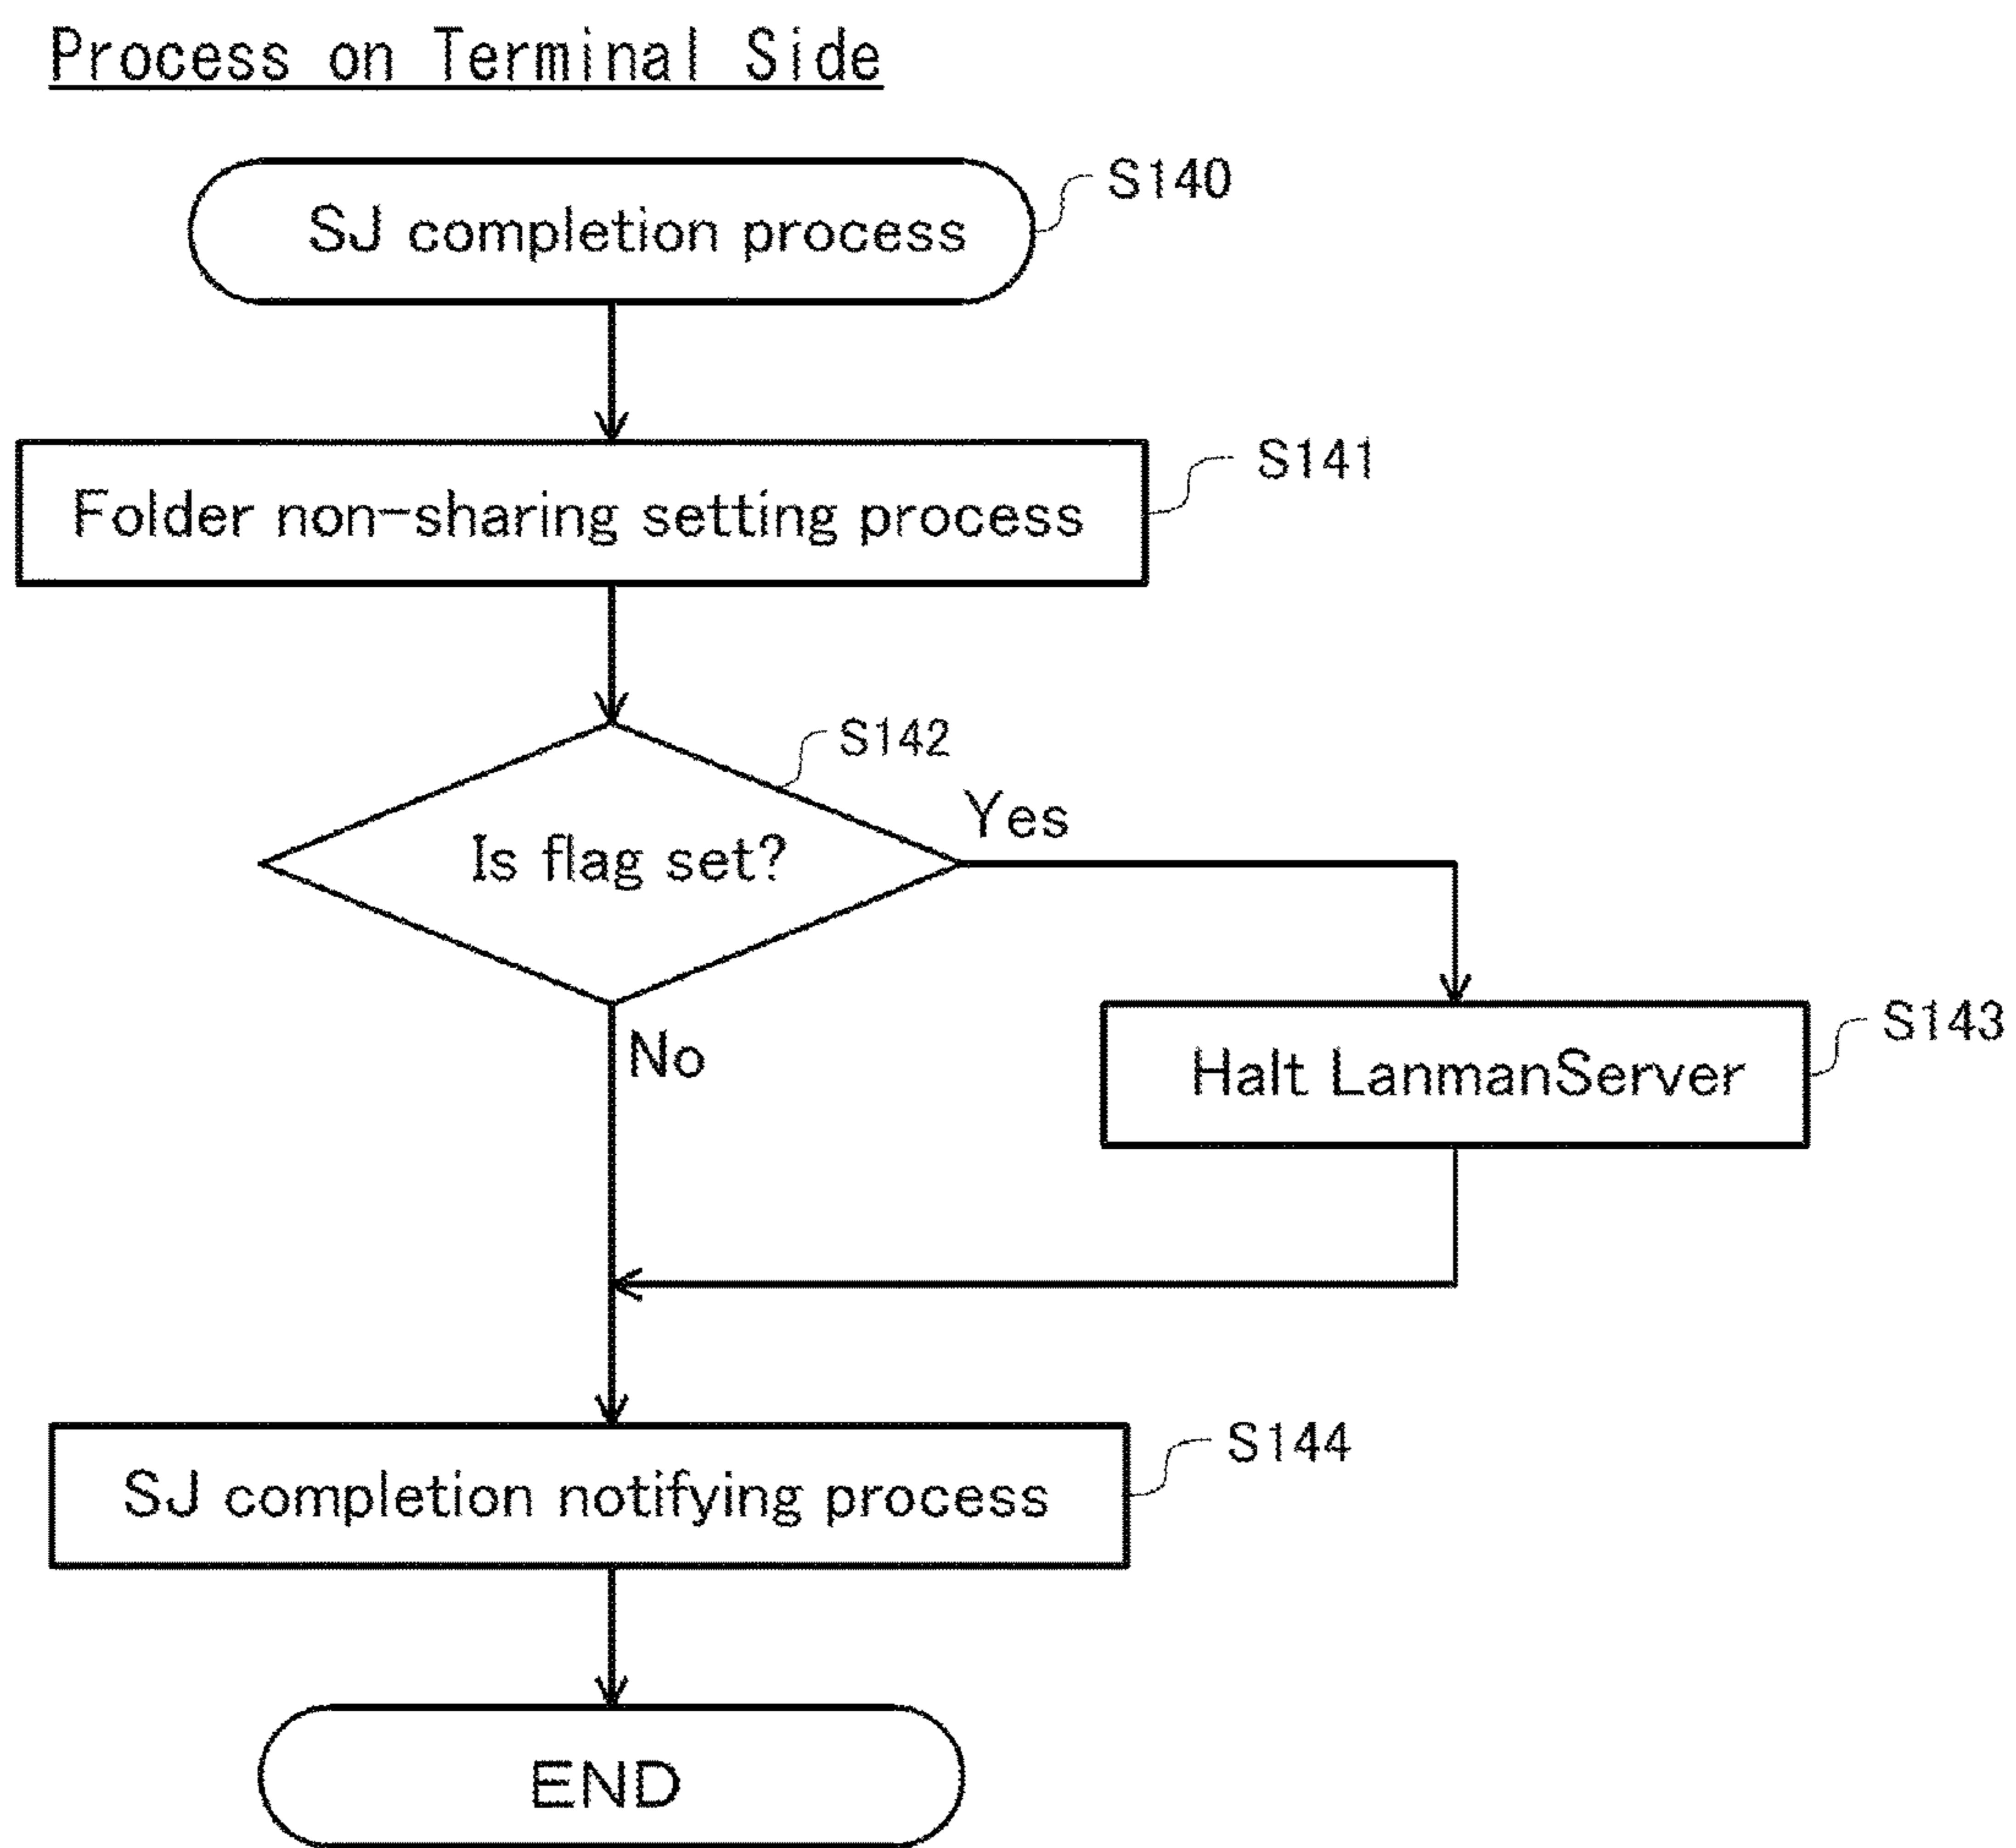 Process on Terminal Side
SJ completion process
S140
Folder non-sharing setting process
S141
S142
Is flag set?
Yes
No
Halt LanmanServer
S143
SJ completion notifying process
S144
END